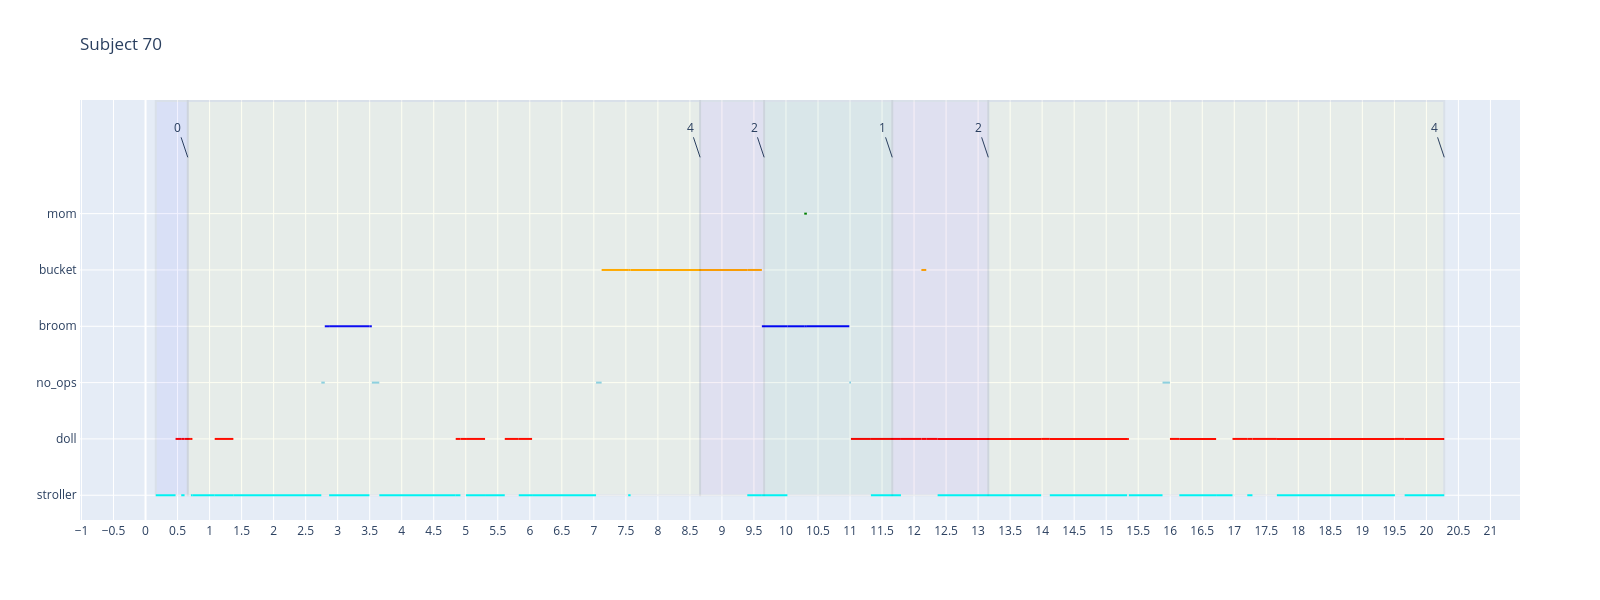 Subject 70
0 4 2 1 2 4
mom
bucket
broom
no_ops
doll
stroller
−1 −0.5 0 0.5 1 1.5 2 2.5 3 3.5 4 4.5 5 5.5 6 6.5 7 7.5 8 8.5 9 9.5 10 10.5 11 11.5 12 12.5 13 13.5 14 14.5 15 15.5 16 16.5 17 17.5 18 18.5 19 19.5 20 20.5 21